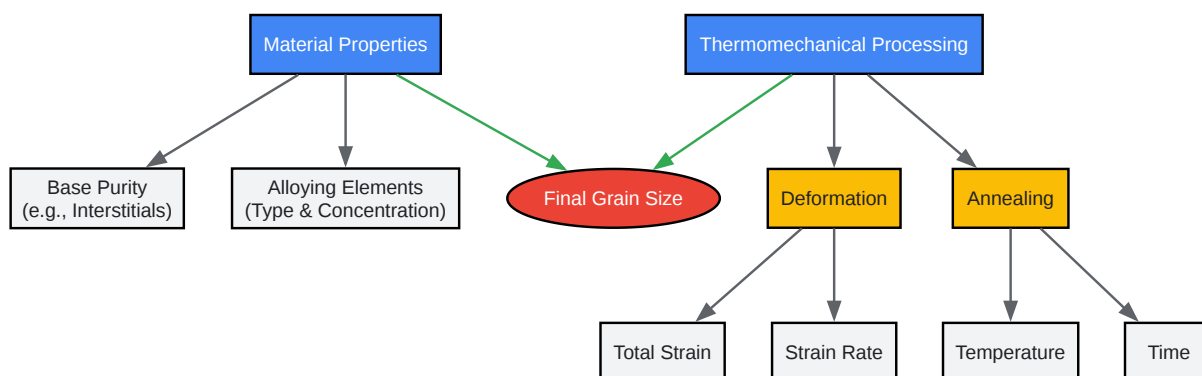 Material Properties
Thermomechanical Processing
Base Purity
(e.g., Interstitials)
Alloying Elements
(Type & Concentration)
Final Grain Size
Deformation
Annealing
Total Strain
Strain Rate
Temperature
Time